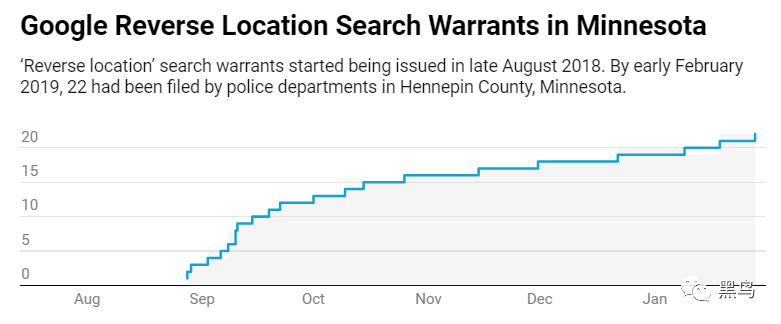 Google Reverse Location Search Warrants in Minnesota
‘Reverse location’ search warrants started being issued in late August 2018. By early February
2019, 22 had been filed by police departments in Hennepin County, Minnesota.
20
15
10
5
0
Aug Sep Oct Nov Dec Jan
黑鸟